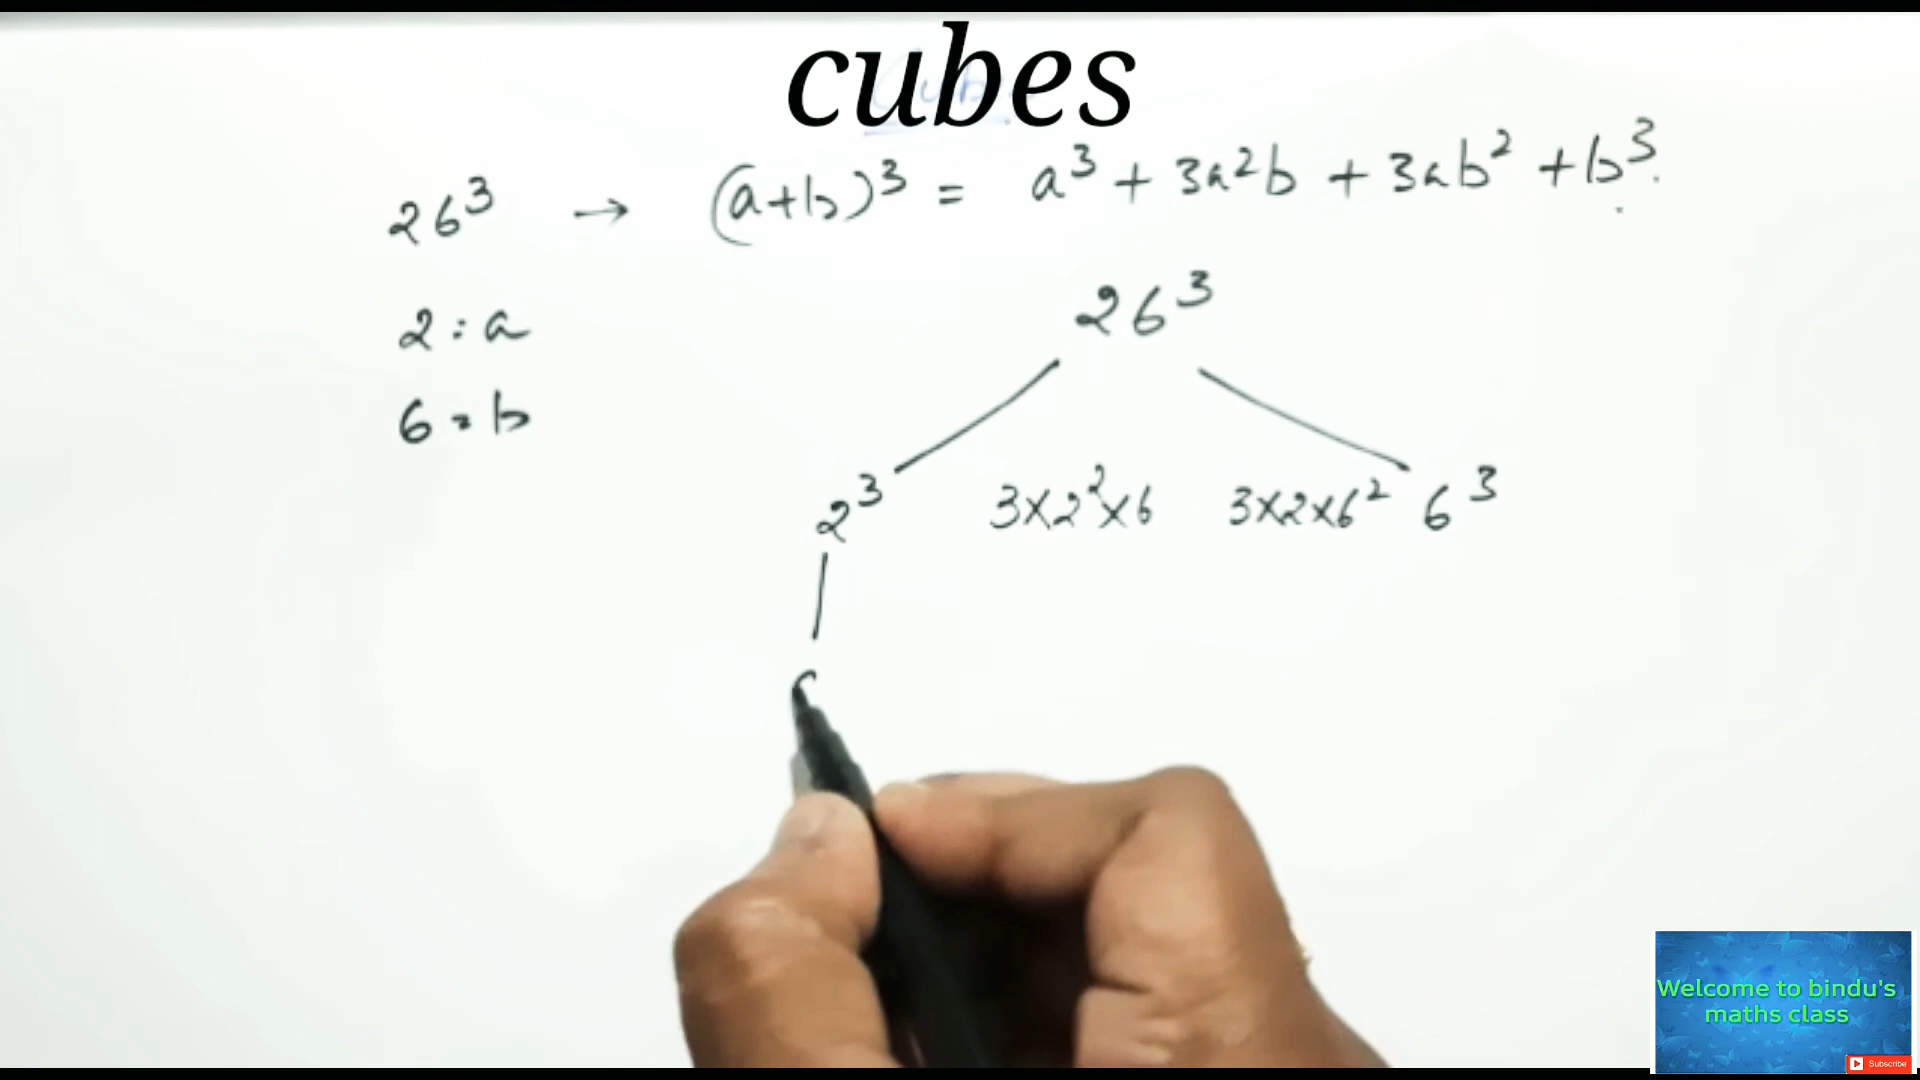 cubes
26³ → (a+b)³ = a³ + 3a²b + 3ab² + b³.
26³
2 : a
6 = b
2³ 3×2²×6 3×2×6² 6³
Welcome to bindu's
maths class
Subscribe